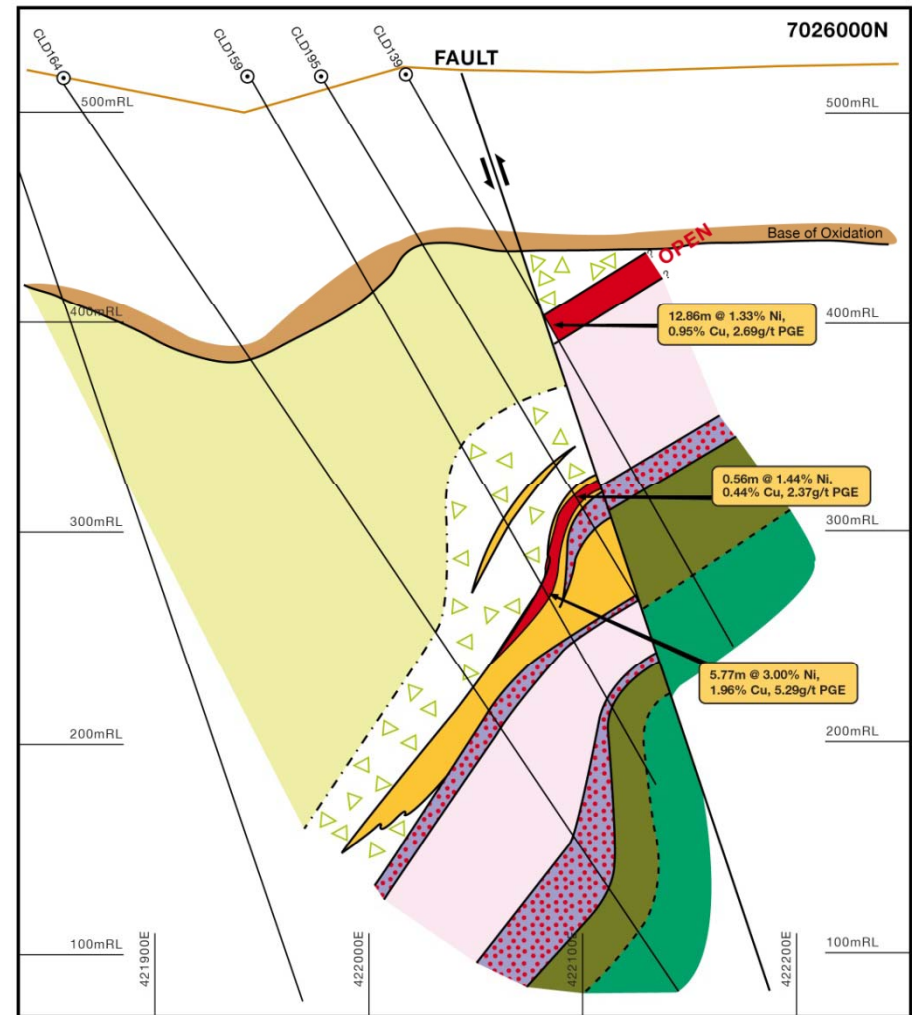 7026000N
CLD164
CLD159
CLD195
CLD139
FAULT
500mRL
500mRL
Base of Oxidation
OPEN
?
?
400mRL
400mRL
12.86m @ 1.33% Ni,
0.95% Cu, 2.69g/t PGE
0.56m @ 1.44% Ni.
0.44% Cu, 2.37g/t PGE
300mRL
300mRL
5.77m @ 3.00% Ni,
1.96% Cu, 5.29g/t PGE
200mRL
200mRL
100mRL
100mRL
421900E
422000E
422100E
422200E